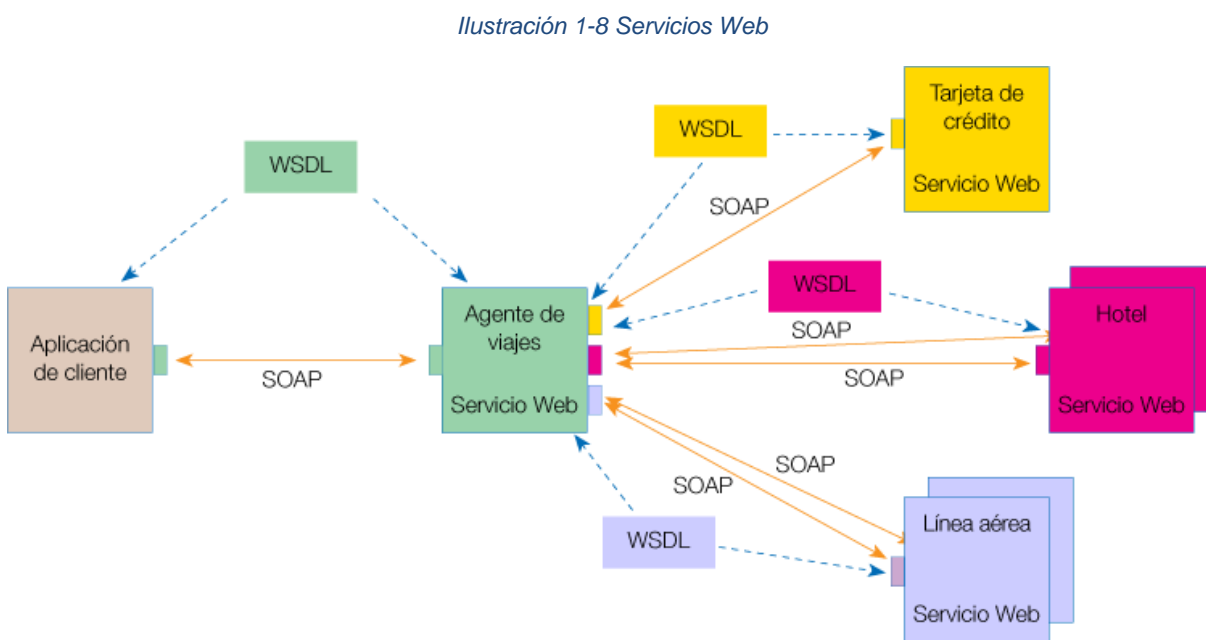 Ilustración 1-8 Servicios Web
WSDL
WSDL
Tarjeta de
crédito
Servicio Web
SOAP
Aplicación
de cliente
SOAP
Agente de
viajes
Servicio Web
WSDL
SOAP
SOAP
Hotel
Servicio Web
SOAP
SOAP
WSDL
Línea aérea
Servicio Web